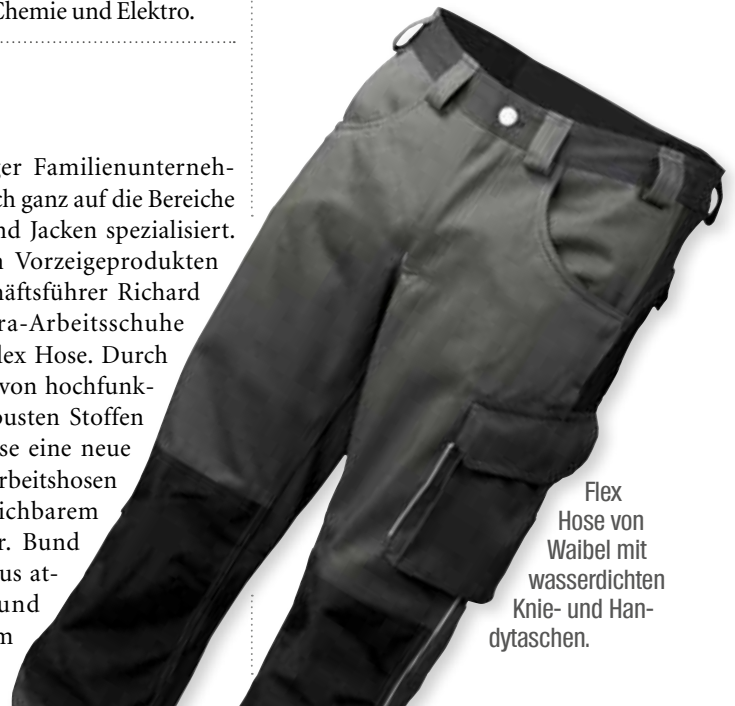 Chemie und Elektro.
ger Familienunterneh-
ch ganz auf die Bereiche
nd Jacken spezialisiert.
n Vorzeigeprodukten
häftsführer Richard
ra-Arbeitsschuhe
lex Hose. Durch
von hochfunk-
busten Stoffen
se eine neue
rbeitshosen
ichbarem
r. Bund
us at-
und
m
Flex
Hose von
Waibel mit
wasserdichten
Knie- und Han-
dytaschen.